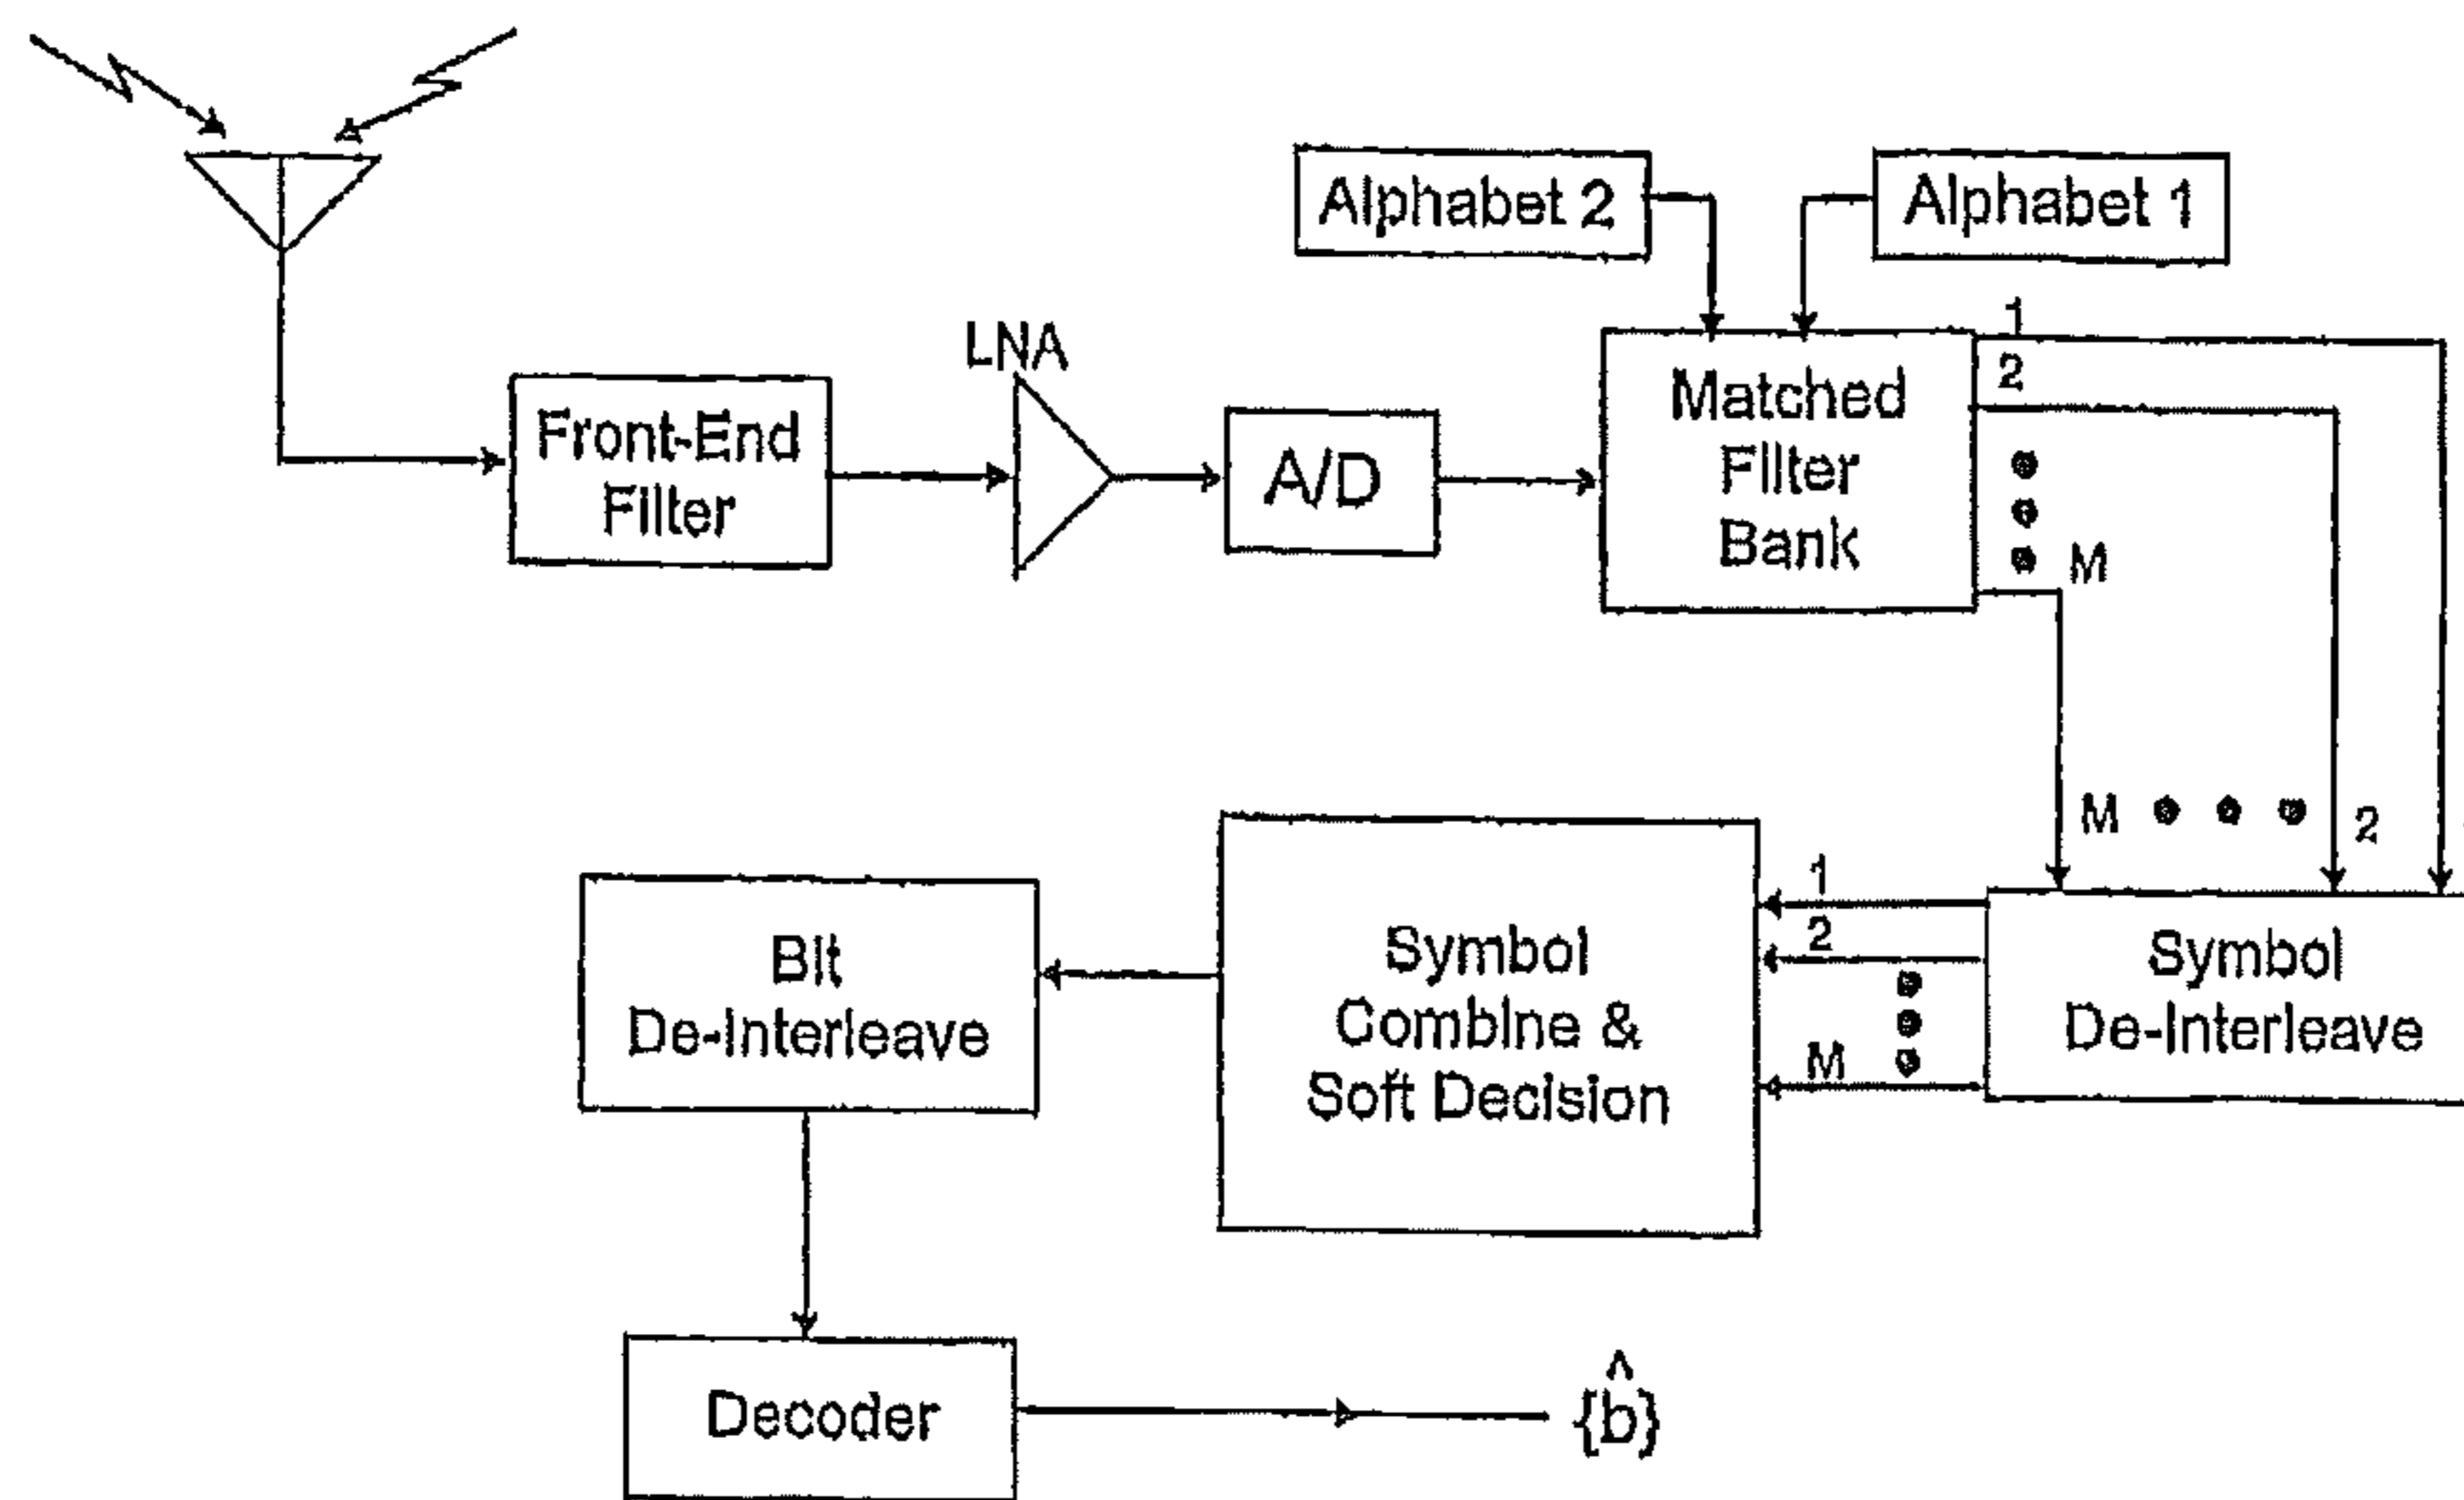 Alphabet 2
Alphabet 1
LNA
Front-End
Filter
A/D
Matched
Filter
Bank
1
2
M
M
2
1
2
M
Symbol
De-Interleave
Symbol
Combine &
Soft Decision
Bit
De-Interleave
Decoder
{b̂}